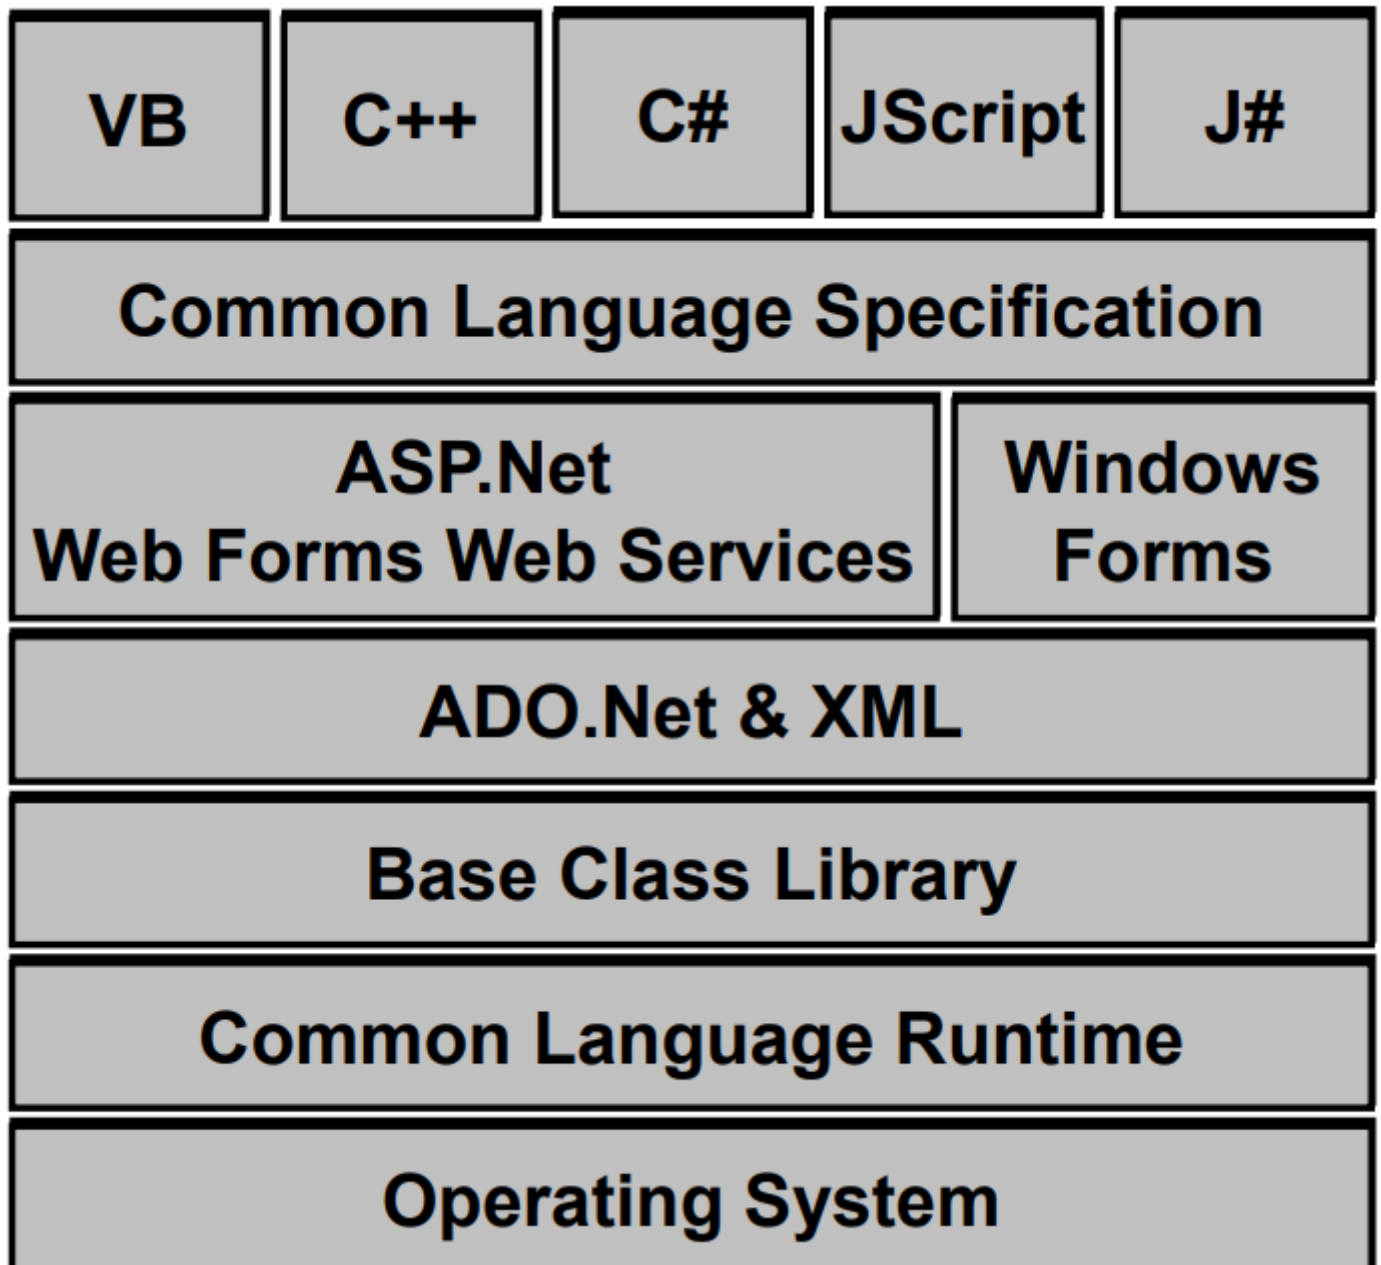 VB
C++
C#
JScript
J#
Common Language Specification
ASP.Net
Web Forms Web Services
Windows
Forms
ADO.Net & XML
Base Class Library
Common Language Runtime
Operating System